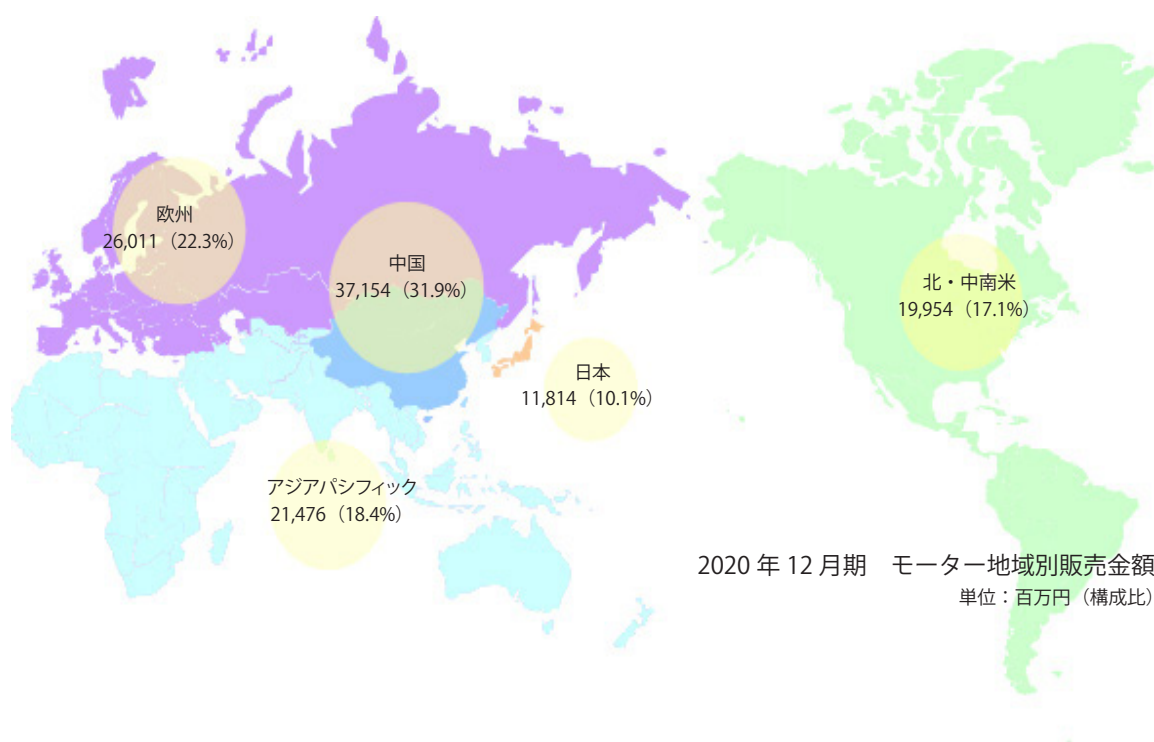 欧州
26,011（22.3%）
中国
37,154（31.9%）
北・中南米
19,954（17.1%）
日本
11,814（10.1%）
アジアパシフィック
21,476（18.4%）
2020 年 12 月期　モーター地域別販売金額
単位：百万円（構成比）